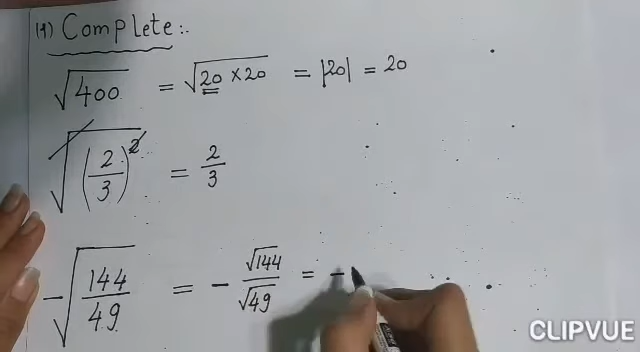 (1) Complete:.
√400 = √20 × 20 = |20| = 20
√(2/3)² = 2/3
-√144/49 = - √144/√49 = -
CLIPVUE